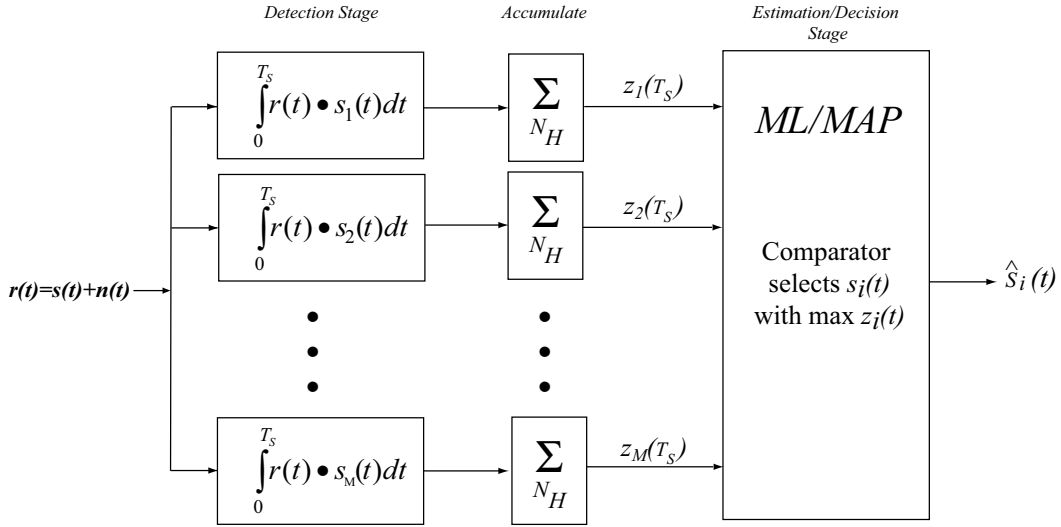 Detection Stage
Accumulate
Estimation/Decision
Stage
T_S
∫ r(t) • s_1(t)dt
0
Σ
N_H
z_1(T_S)
ML/MAP
T_S
∫ r(t) • s_2(t)dt
0
Σ
N_H
z_2(T_S)
Comparator
selects s_i(t)
with max z_i(t)
r(t)=s(t)+n(t)
ŝ_i(t)
T_S
∫ r(t) • s_M(t)dt
0
Σ
N_H
z_M(T_S)